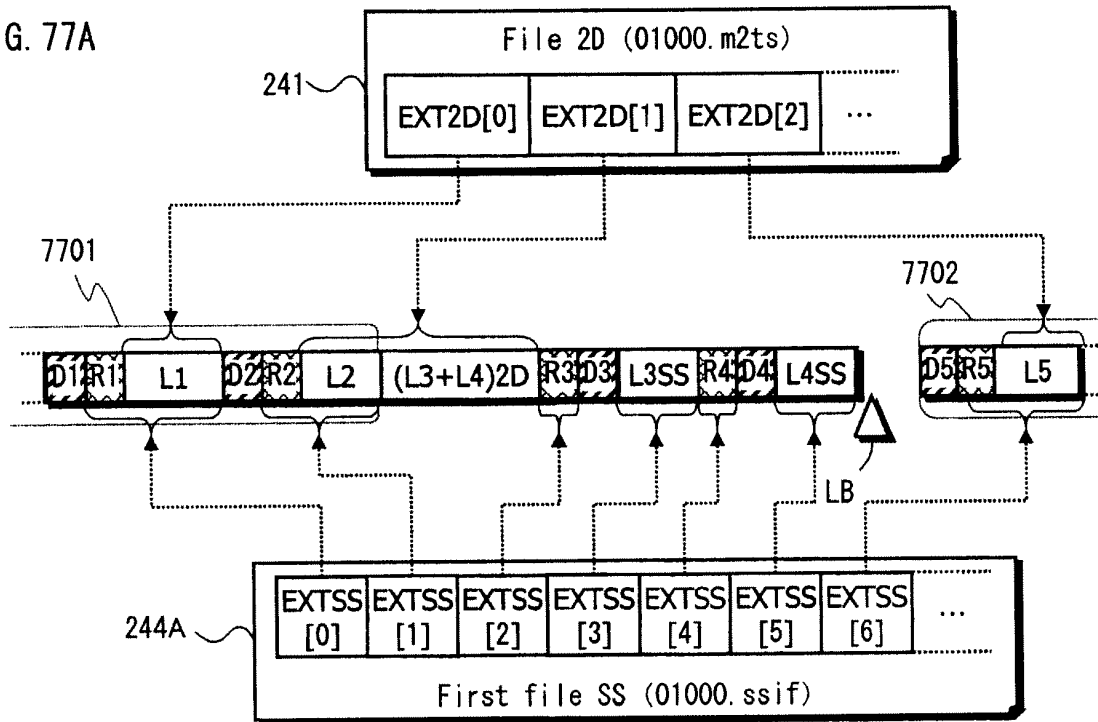 G. 77A
File 2D (01000.m2ts)
241
EXT2D[0] EXT2D[1] EXT2D[2] ...
7701
7702
D1 R1 L1 D2 R2 L2 (L3+L4)2D R3 D3 L3SS R4 D4 L4SS D5 R5 L5
LB
EXTSS EXTSS EXTSS EXTSS EXTSS EXTSS EXTSS
[0] [1] [2] [3] [4] [5] [6] ...
244A
First file SS (01000.ssif)